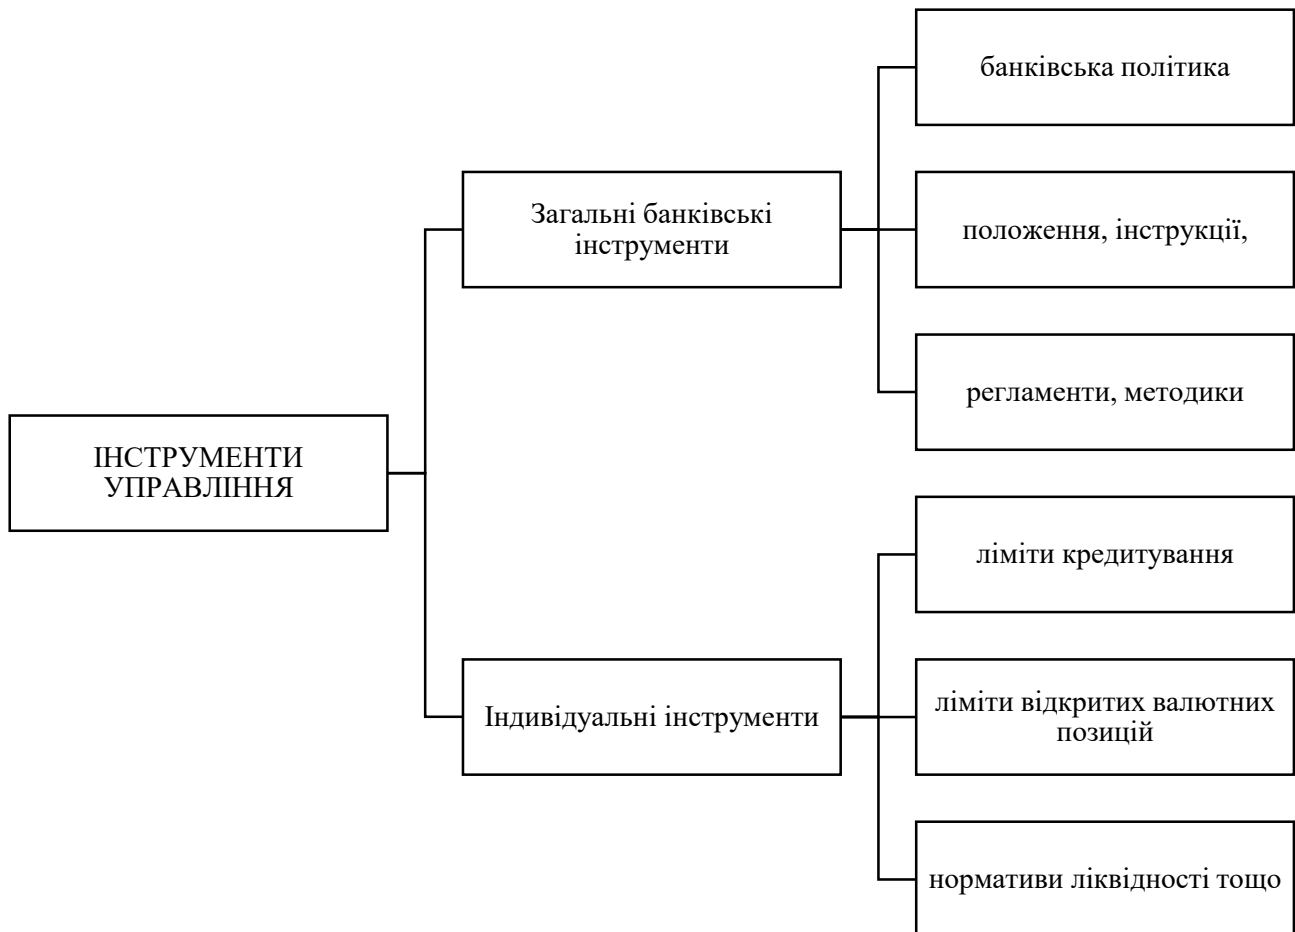 банківська політика
Загальні банківські
інструменти
положення, інструкції,
регламенти, методики
ІНСТРУМЕНТИ
УПРАВЛІННЯ
ліміти кредитування
Індивідуальні інструменти
ліміти відкритих валютних
позицій
нормативи ліквідності тощо